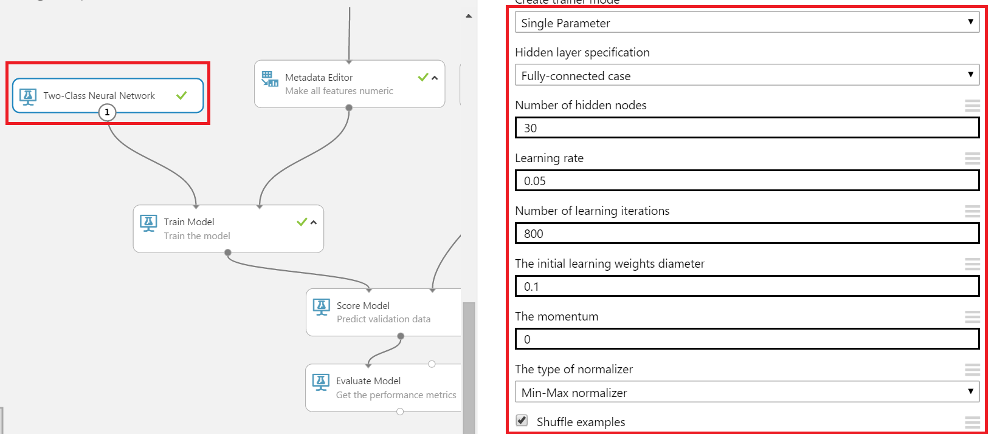 Two-Class Neural Network
1
Metadata Editor
Make all features numeric
Train Model
Train the model
Score Model
Predict validation data
Evaluate Model
Get the performance metrics
Create trainer mode
Single Parameter
Hidden layer specification
Fully-connected case
Number of hidden nodes
30
Learning rate
0.05
Number of learning iterations
800
The initial learning weights diameter
0.1
The momentum
0
The type of normalizer
Min-Max normalizer
Shuffle examples